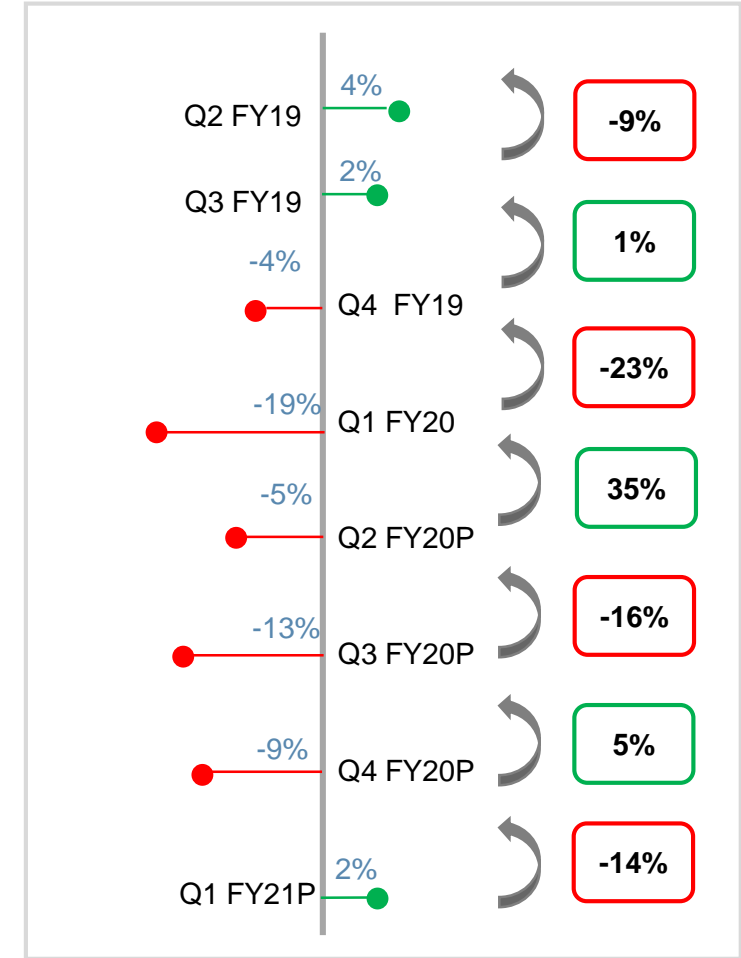 4%
Q2 FY19
-9%
2%
Q3 FY19
1%
-4%
Q4 FY19
-23%
-19%
Q1 FY20
35%
-5%
Q2 FY20P
-16%
-13%
Q3 FY20P
5%
-9%
Q4 FY20P
2%
Q1 FY21P
-14%